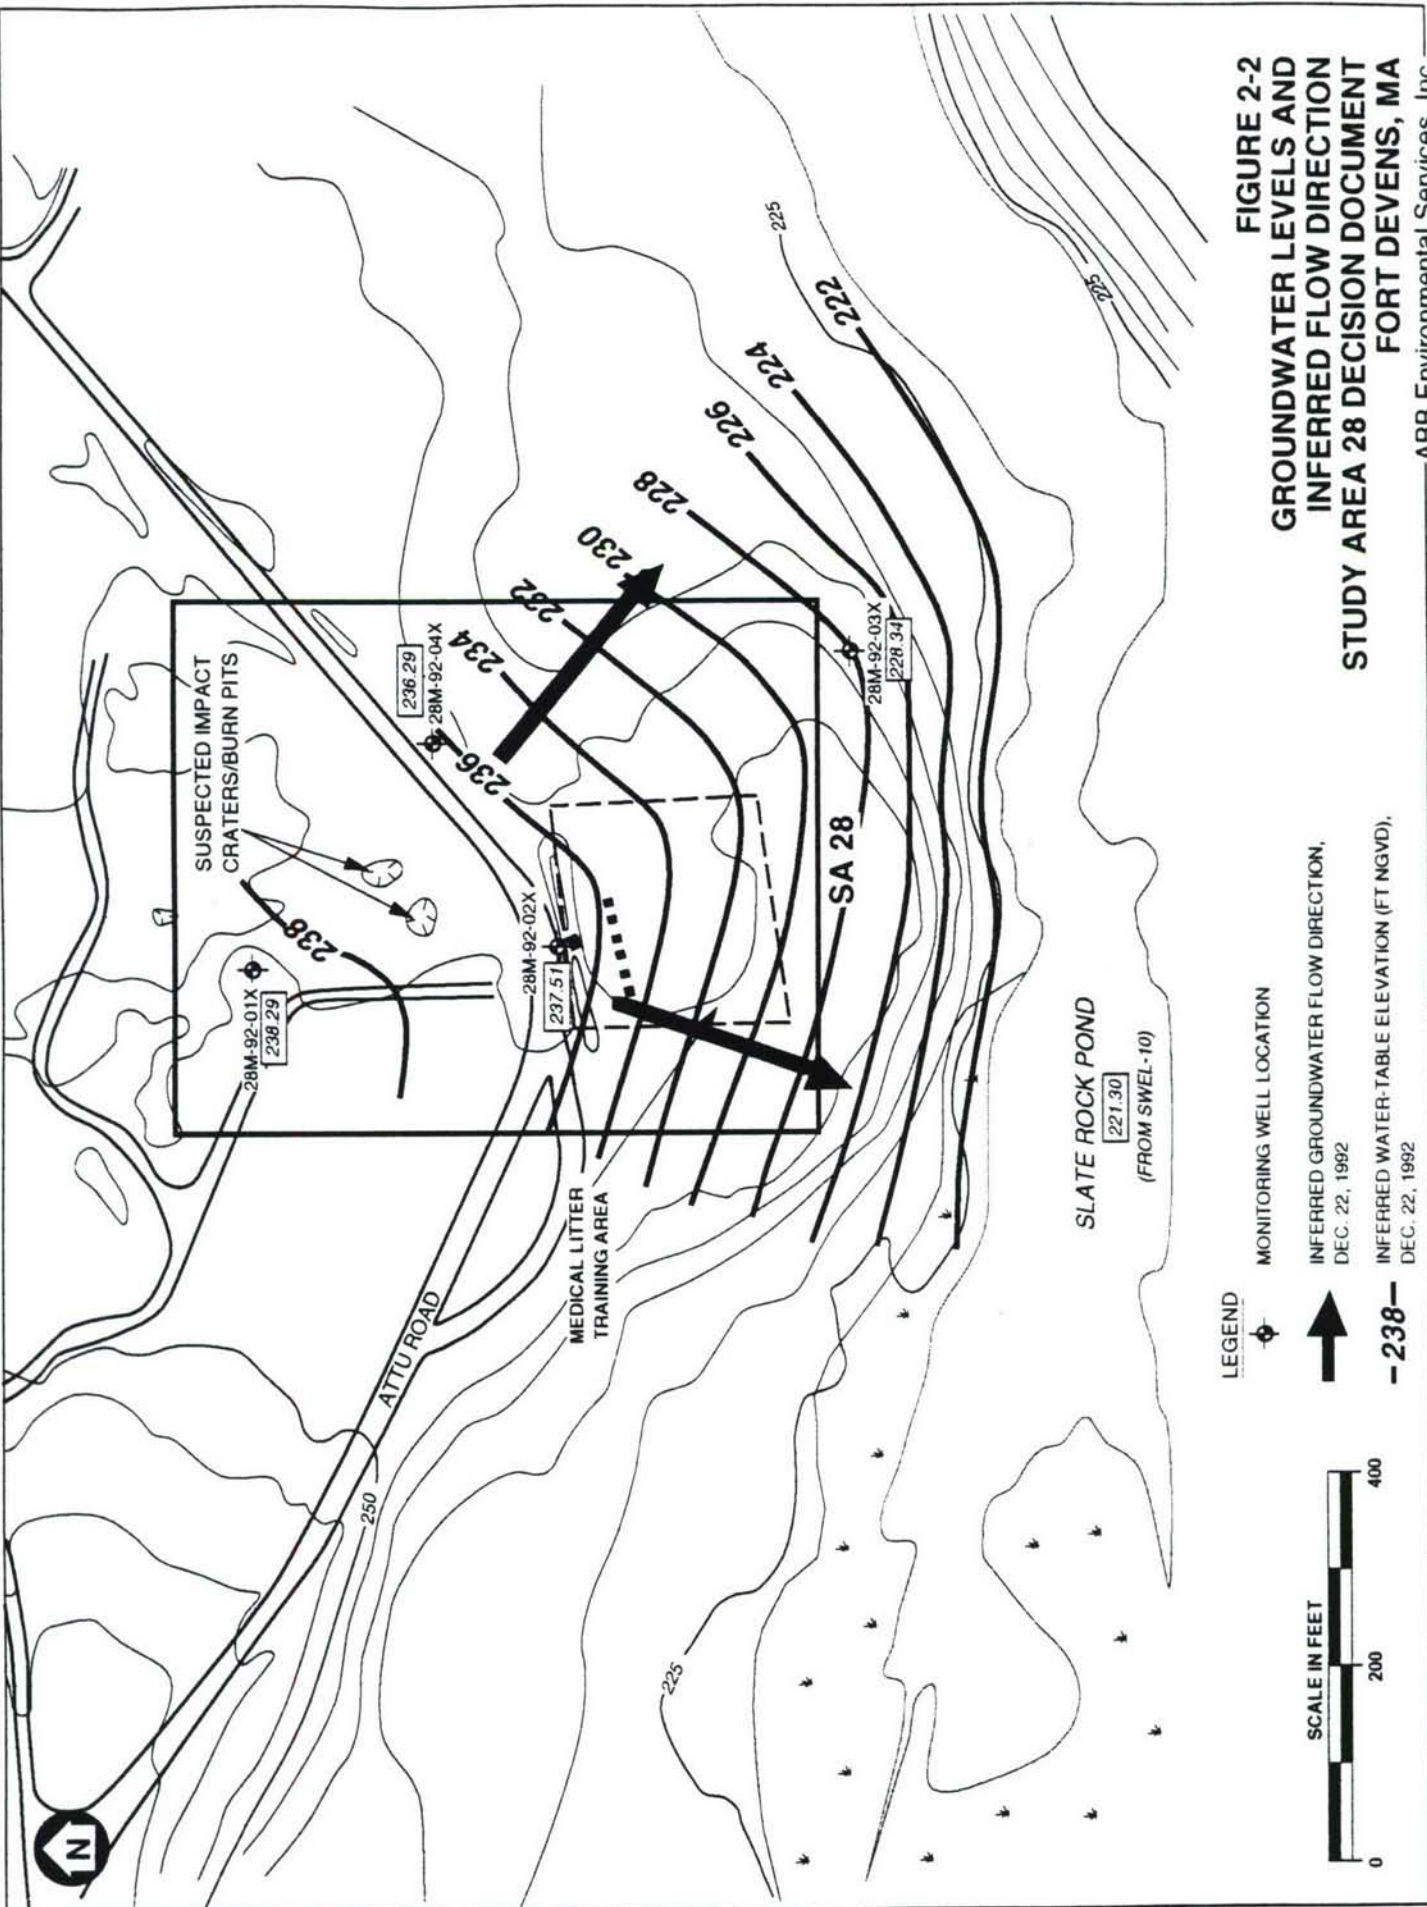 N
SUSPECTED IMPACT
CRATERS/BURN PITS
238
28M-92-01X
238.29
236.29
28M-92-04X
236
234
232
230
228
226
224
222
225
28M-92-02X
237.51
28M-92-03X
228.34
SA 28
MEDICAL LITTER
TRAINING AREA
ATTU ROAD
250
225
225
SLATE ROCK POND
221.30
(FROM SWEL-10)
LEGEND
MONITORING WELL LOCATION
INFERRED GROUNDWATER FLOW DIRECTION,
DEC. 22, 1992
-238-
INFERRED WATER-TABLE ELEVATION (FT NGVD),
DEC. 22, 1992
SCALE IN FEET
0 200 400
FIGURE 2-2
GROUNDWATER LEVELS AND
INFERRED FLOW DIRECTION
STUDY AREA 28 DECISION DOCUMENT
FORT DEVENS, MA
ABB Environmental Services, Inc.